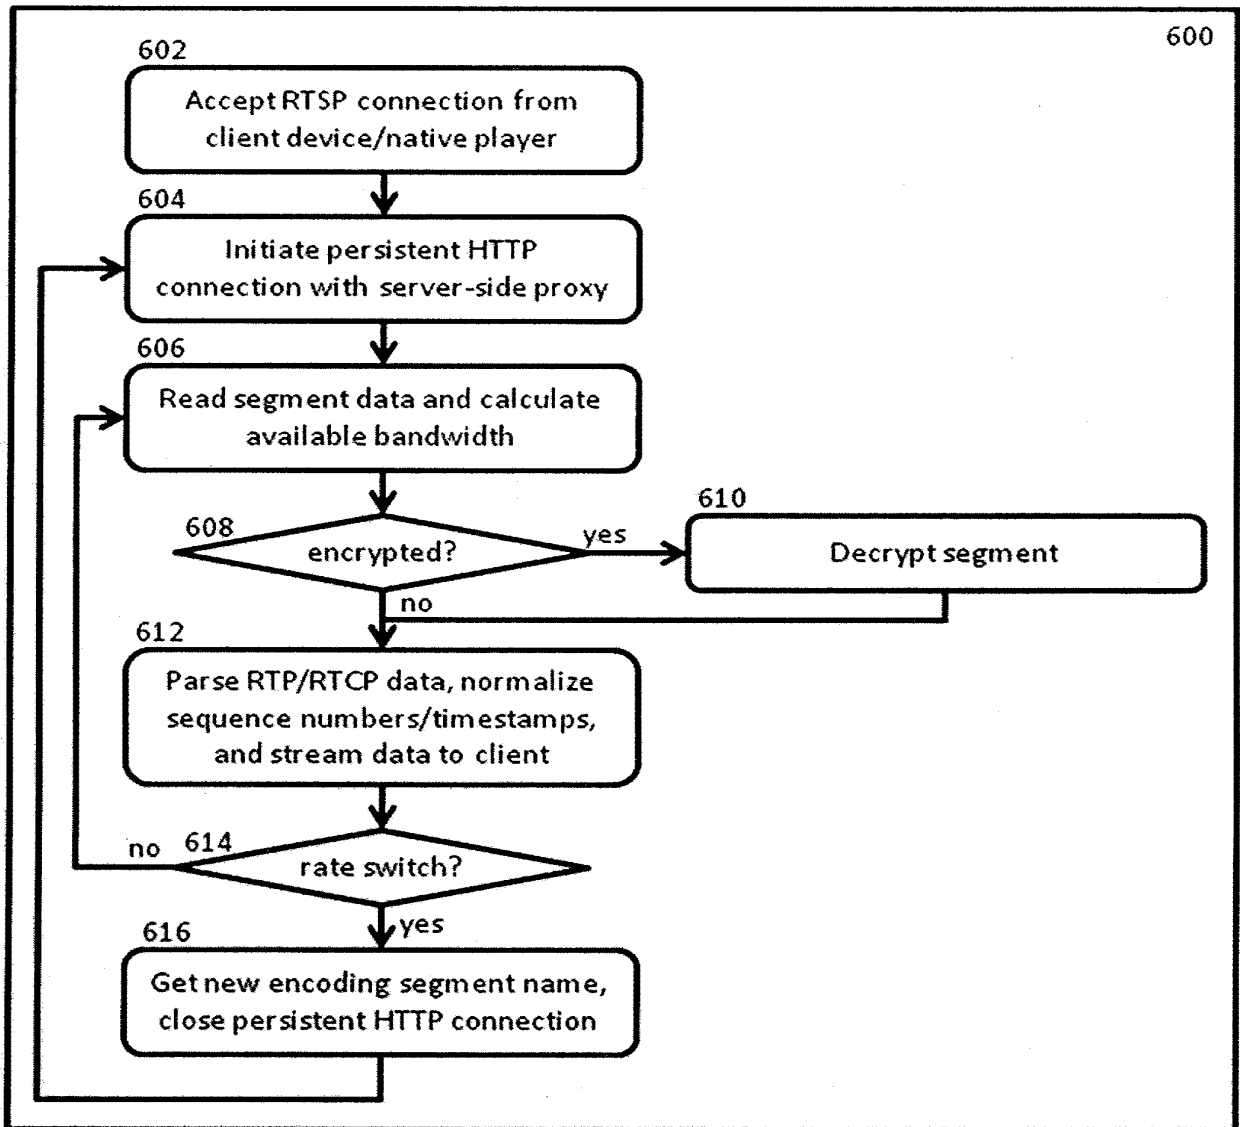 600
602
Accept RTSP connection from
client device/native player
604
Initiate persistent HTTP
connection with server-side proxy
606
Read segment data and calculate
available bandwidth
608
encrypted?
yes
610
Decrypt segment
no
612
Parse RTP/RTCP data, normalize
sequence numbers/timestamps,
and stream data to client
no
614
rate switch?
yes
616
Get new encoding segment name,
close persistent HTTP connection